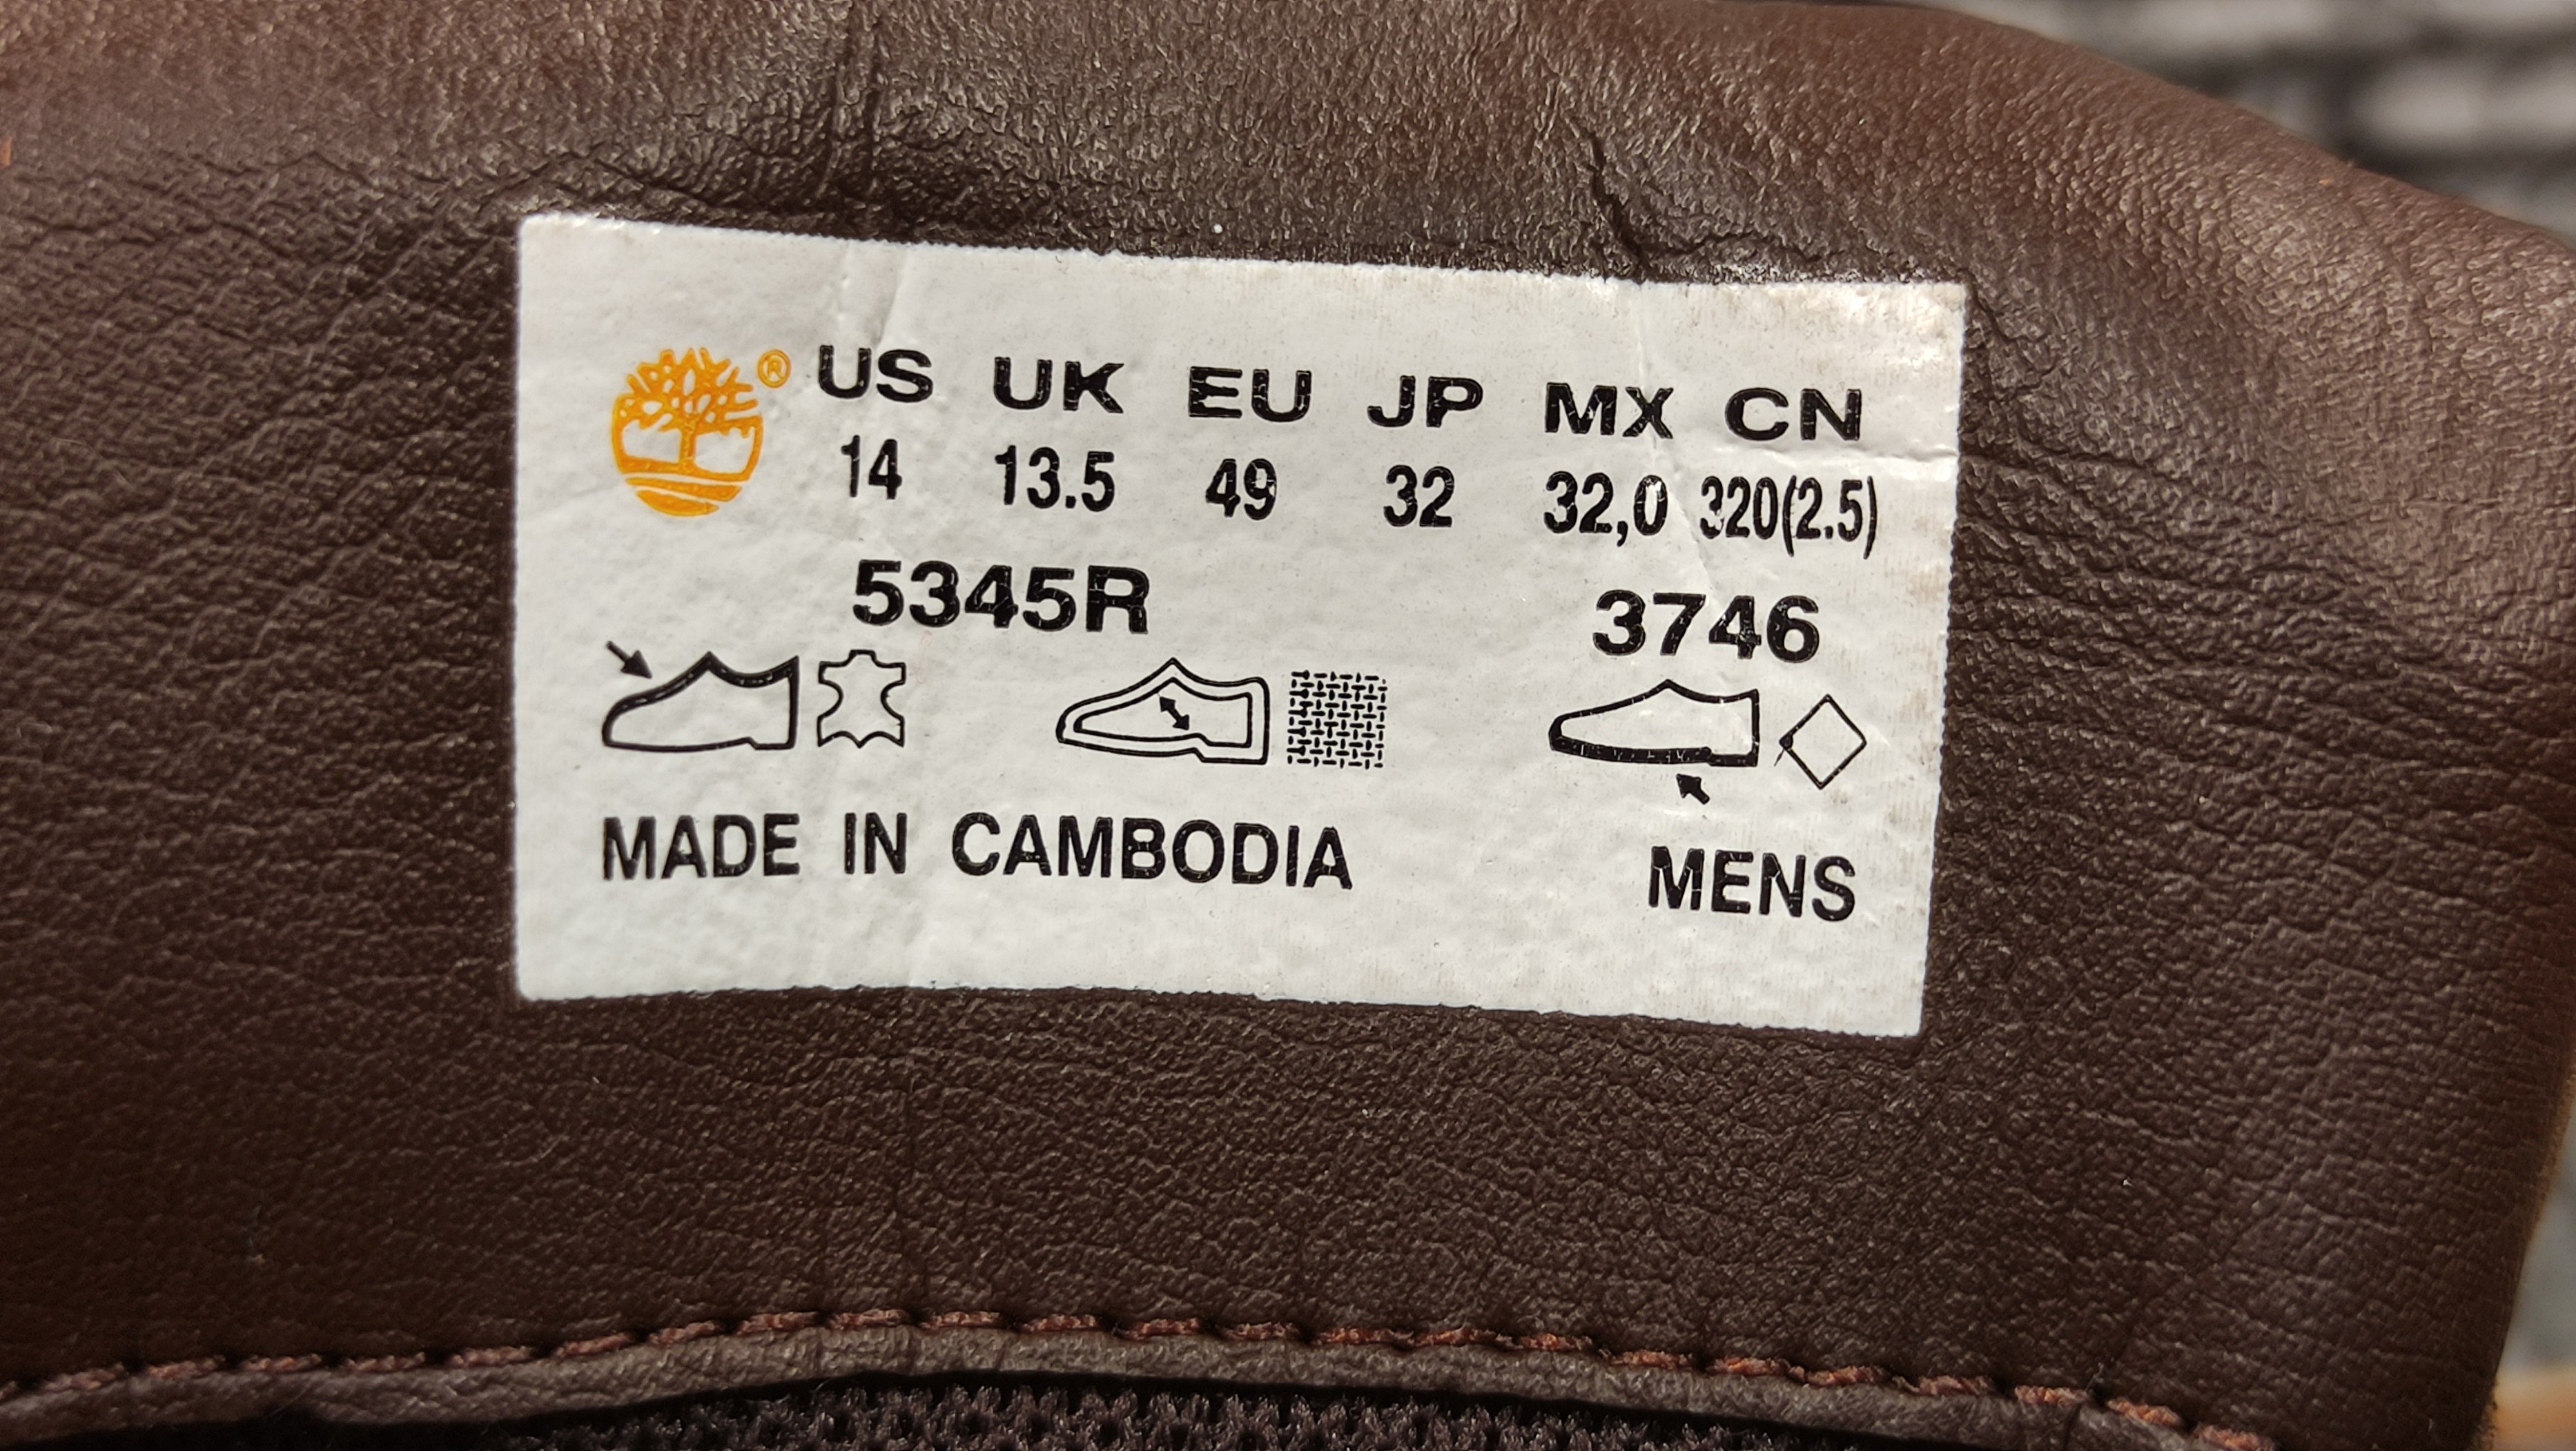 ® US UK EU JP MX CN
14 13.5 49 32 32,0 320(2.5)
5345R 3746
MADE IN CAMBODIA MENS